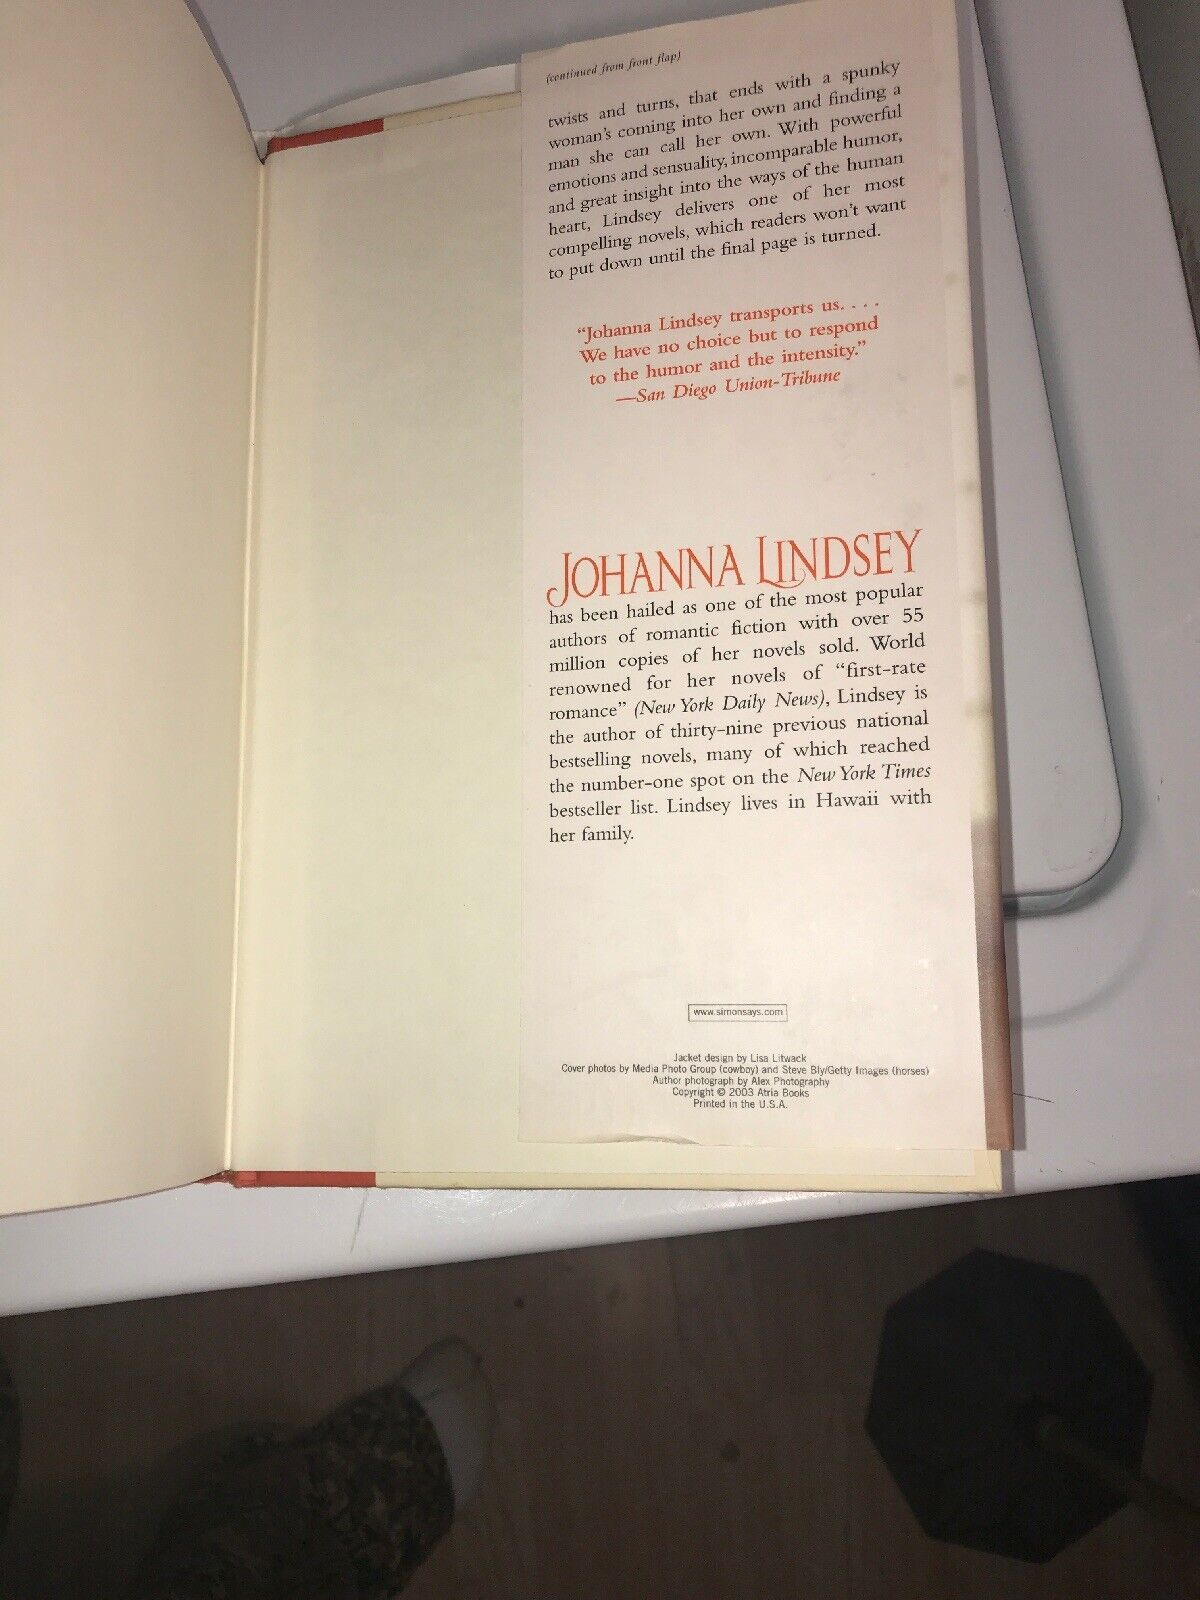 (continued from front flap)
twists and turns, that ends with a spunky
woman's coming into her own and finding a
man she can call her own. With powerful
emotions and sensuality, incomparable humor,
and great insight into the ways of the human
heart, Lindsey delivers one of her most
compelling novels, which readers won't want
to put down until the final page is turned.
“Johanna Lindsey transports us. . . .
We have no choice but to respond
to the humor and the intensity.”
—San Diego Union-Tribune
JOHANNA LINDSEY
has been hailed as one of the most popular
authors of romantic fiction with over 55
million copies of her novels sold. World
renowned for her novels of “first-rate
romance” (New York Daily News), Lindsey is
the author of thirty-nine previous national
bestselling novels, many of which reached
the number-one spot on the New York Times
bestseller list. Lindsey lives in Hawaii with
her family.
www.simonsays.com
Jacket design by Lisa Litwack
Cover photos by Media Photo Group (cowboy) and Steve Bly/Getty Images (horses)
Author photograph by Alex Photography
Copyright © 2003 Atria Books
Printed in the U.S.A.